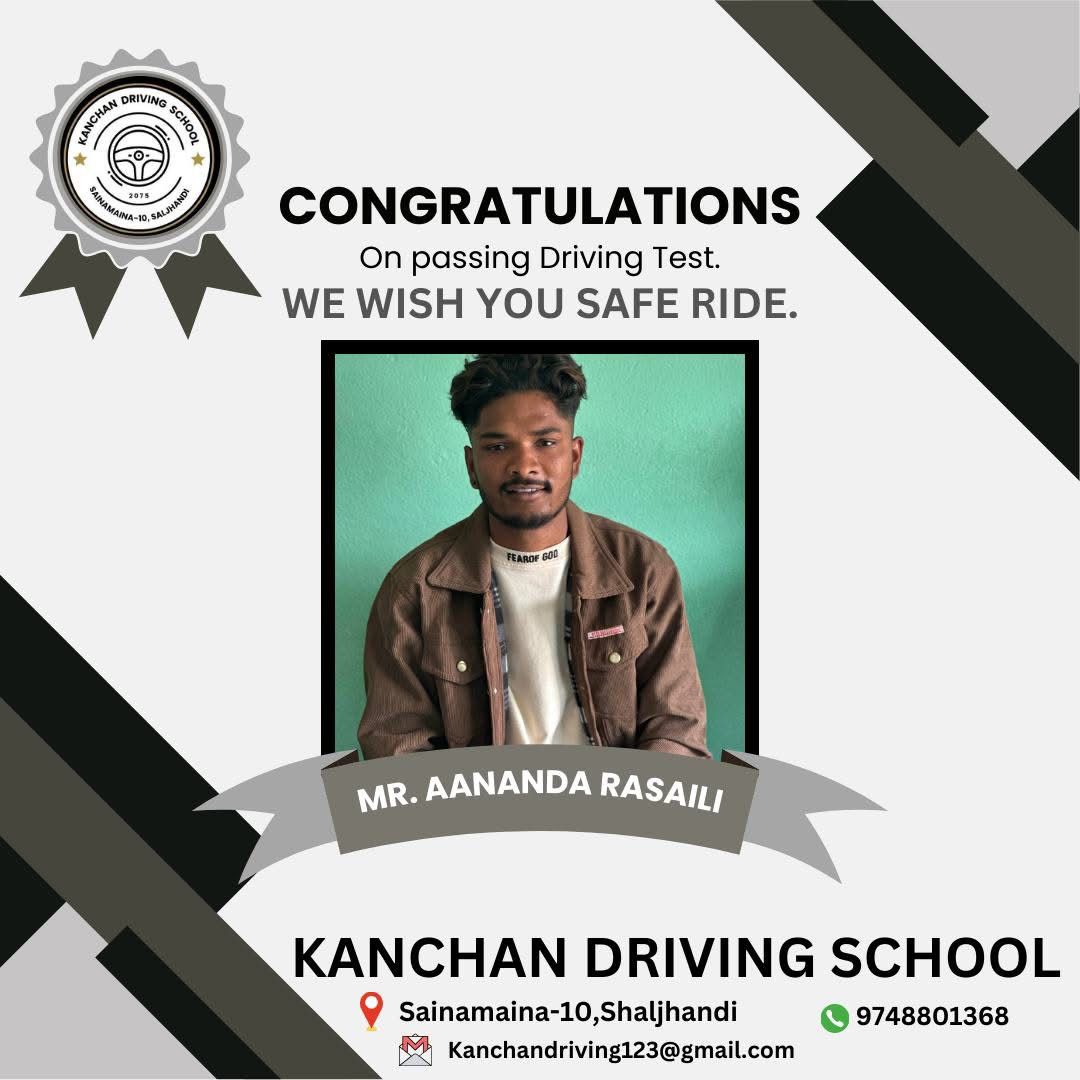 KANCHAN DRIVING SCHOOL
2075
SAINAMAINA-10, SALJHANDI
CONGRATULATIONS
On passing Driving Test.
WE WISH YOU SAFE RIDE.
FEAROF GOD
MR. AANANDA RASAILI
KANCHAN DRIVING SCHOOL
Sainamaina-10,Shaljhandi
9748801368
Kanchandriving123@gmail.com